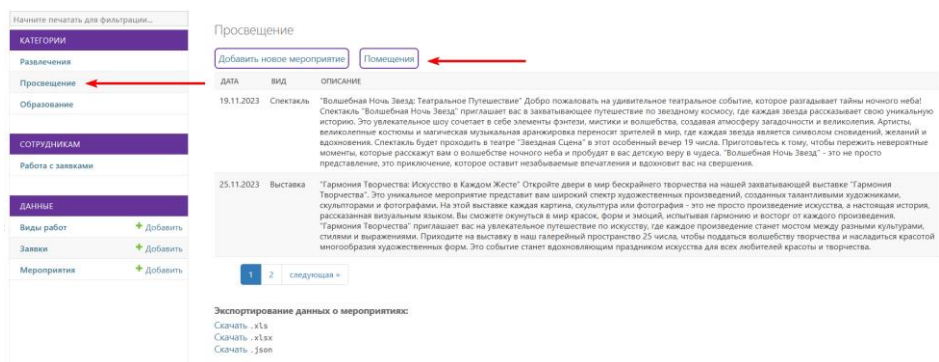 Начните печатать для фильтрации...
КАТЕГОРИИ
Развлечения
Просвещение
Образование
СОТРУДНИКАМ
Работа с заявками
ДАННЫЕ
Виды работ + Добавить
Заявки + Добавить
Мероприятия + Добавить
Просвещение
Добавить новое мероприятие Помещения
ДАТА ВИД ОПИСАНИЕ
19.11.2023 Спектакль "Волшебная Ночь Звезд: Театральное Путешествие" Добро пожаловать на удивительное театральное событие, которое разгадывает тайны ночного неба!
Спектакль "Волшебная Ночь Звезд" приглашает вас в захватывающее путешествие по звездному космосу, где каждая звезда рассказывает свою уникальную
историю. Это увлекательное шоу сочетает в себе элементы фэнтези, мистики и волшебства, создавая атмосферу загадочности и великолепия. Артисты,
великолепные костюмы и магическая музыкальная аранжировка переносят зрителей в мир, где каждая звезда является символом сновидений, желаний и
вдохновения. Спектакль будет проходить в театре "Звездная Сцена" в этот особенный вечер 19 числа. Приготовьтесь к тому, чтобы пережить невероятные
моменты, которые расскажут вам о волшебстве ночного неба и пробудят в вас детскую веру в чудеса. "Волшебная Ночь Звезд" - это не просто
представление, это приключение, которое оставит незабываемые впечатления и вдохновит вас на свершения.
25.11.2023 Выставка "Гармония Творчества: Искусство в Каждом Жесте" Откройте двери в мир бескрайнего творчества на нашей захватывающей выставке "Гармония
Творчества". Это уникальное мероприятие представит вам широкий спектр художественных произведений, созданных талантливыми художниками,
скульпторами и фотографами. На этой выставке каждая картина, скульптура или фотография - это не просто произведение искусства, а настоящая история,
рассказанная визуальным языком. Вы сможете окунуться в мир красок, форм и эмоций, испытывая гармонию и восторг от каждого произведения.
"Гармония Творчества" приглашает вас на увлекательное путешествие по искусству, где каждое произведение станет мостом между разными культурами,
стилями и выражениями. Приходите на выставку в наш галерейный пространство 25 числа, чтобы поддаться волшебству творчества и насладиться красотой
многообразия художественных форм. Это событие станет вдохновляющим праздником искусства для всех любителей красоты и творчества.
1 2 следующая »
Экспортирование данных о мероприятиях:
Скачать .xls
Скачать .xlsx
Скачать .json